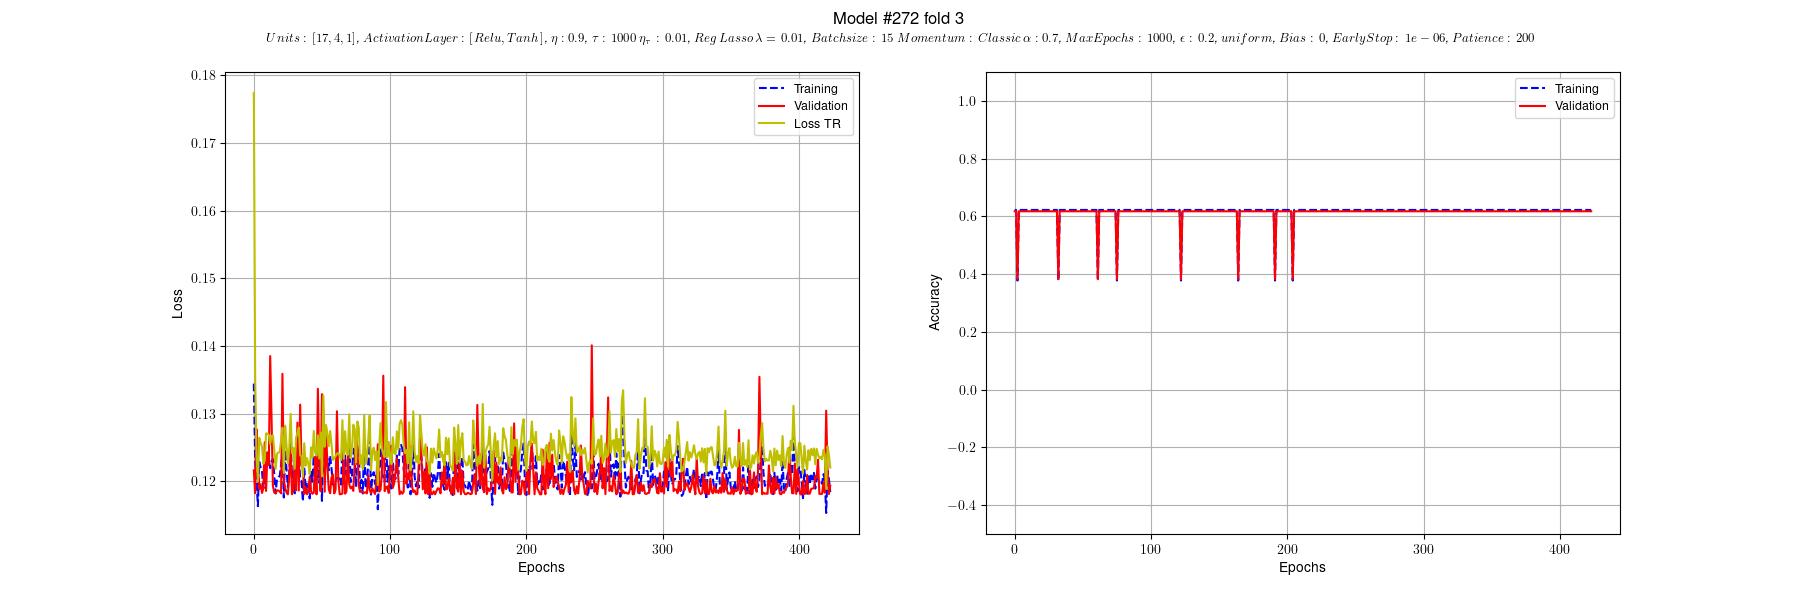 Model #272 fold 3
Units : [17, 4, 1], ActivationLayer : [Relu, Tanh], η : 0.9, τ : 1000 η_τ : 0.01, Reg Lasso λ = 0.01, Batchsize : 15 Momentum : Classic α : 0.7, MaxEpochs : 1000, ϵ : 0.2, uniform, Bias : 0, EarlyStop : 1e − 06, Patience : 200
0.18
0.17
0.16
0.15
0.14
0.13
0.12
Loss
0
100
200
300
400
Epochs
Training
Validation
Loss TR
1.0
0.8
0.6
0.4
0.2
0.0
−0.2
−0.4
Accuracy
0
100
200
300
400
Epochs
Training
Validation